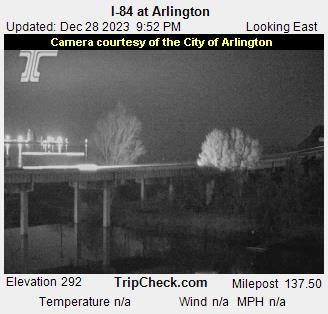 I-84 at Arlington
Updated: Dec 28 2023 9:52 PM Looking East
Camera courtesy of the City of Arlington
Elevation 292 TripCheck.com Milepost 137.50
Temperature n/a Wind n/a MPH n/a